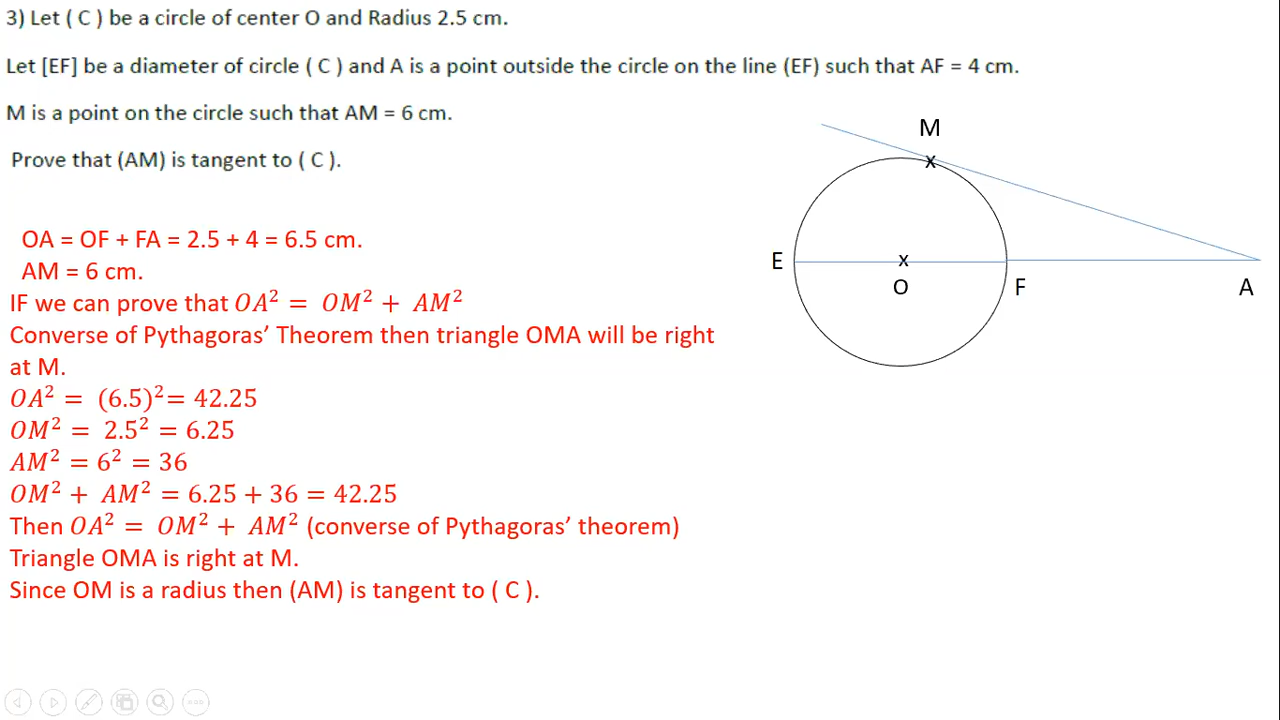 3) Let ( C ) be a circle of center O and Radius 2.5 cm.
Let [EF] be a diameter of circle ( C ) and A is a point outside the circle on the line (EF) such that AF = 4 cm.
M is a point on the circle such that AM = 6 cm.
Prove that (AM) is tangent to ( C ).
OA = OF + FA = 2.5 + 4 = 6.5 cm.
AM = 6 cm.
IF we can prove that 𝑂𝐴² = 𝑂𝑀² + 𝐴𝑀²
Converse of Pythagoras’ Theorem then triangle OMA will be right
at M.
𝑂𝐴² = (6.5)²= 42.25
𝑂𝑀² = 2.5² = 6.25
𝐴𝑀² = 6² = 36
𝑂𝑀² + 𝐴𝑀² = 6.25 + 36 = 42.25
Then 𝑂𝐴² = 𝑂𝑀² + 𝐴𝑀² (converse of Pythagoras’ theorem)
Triangle OMA is right at M.
Since OM is a radius then (AM) is tangent to ( C ).
M
x
E
x
O
F
A